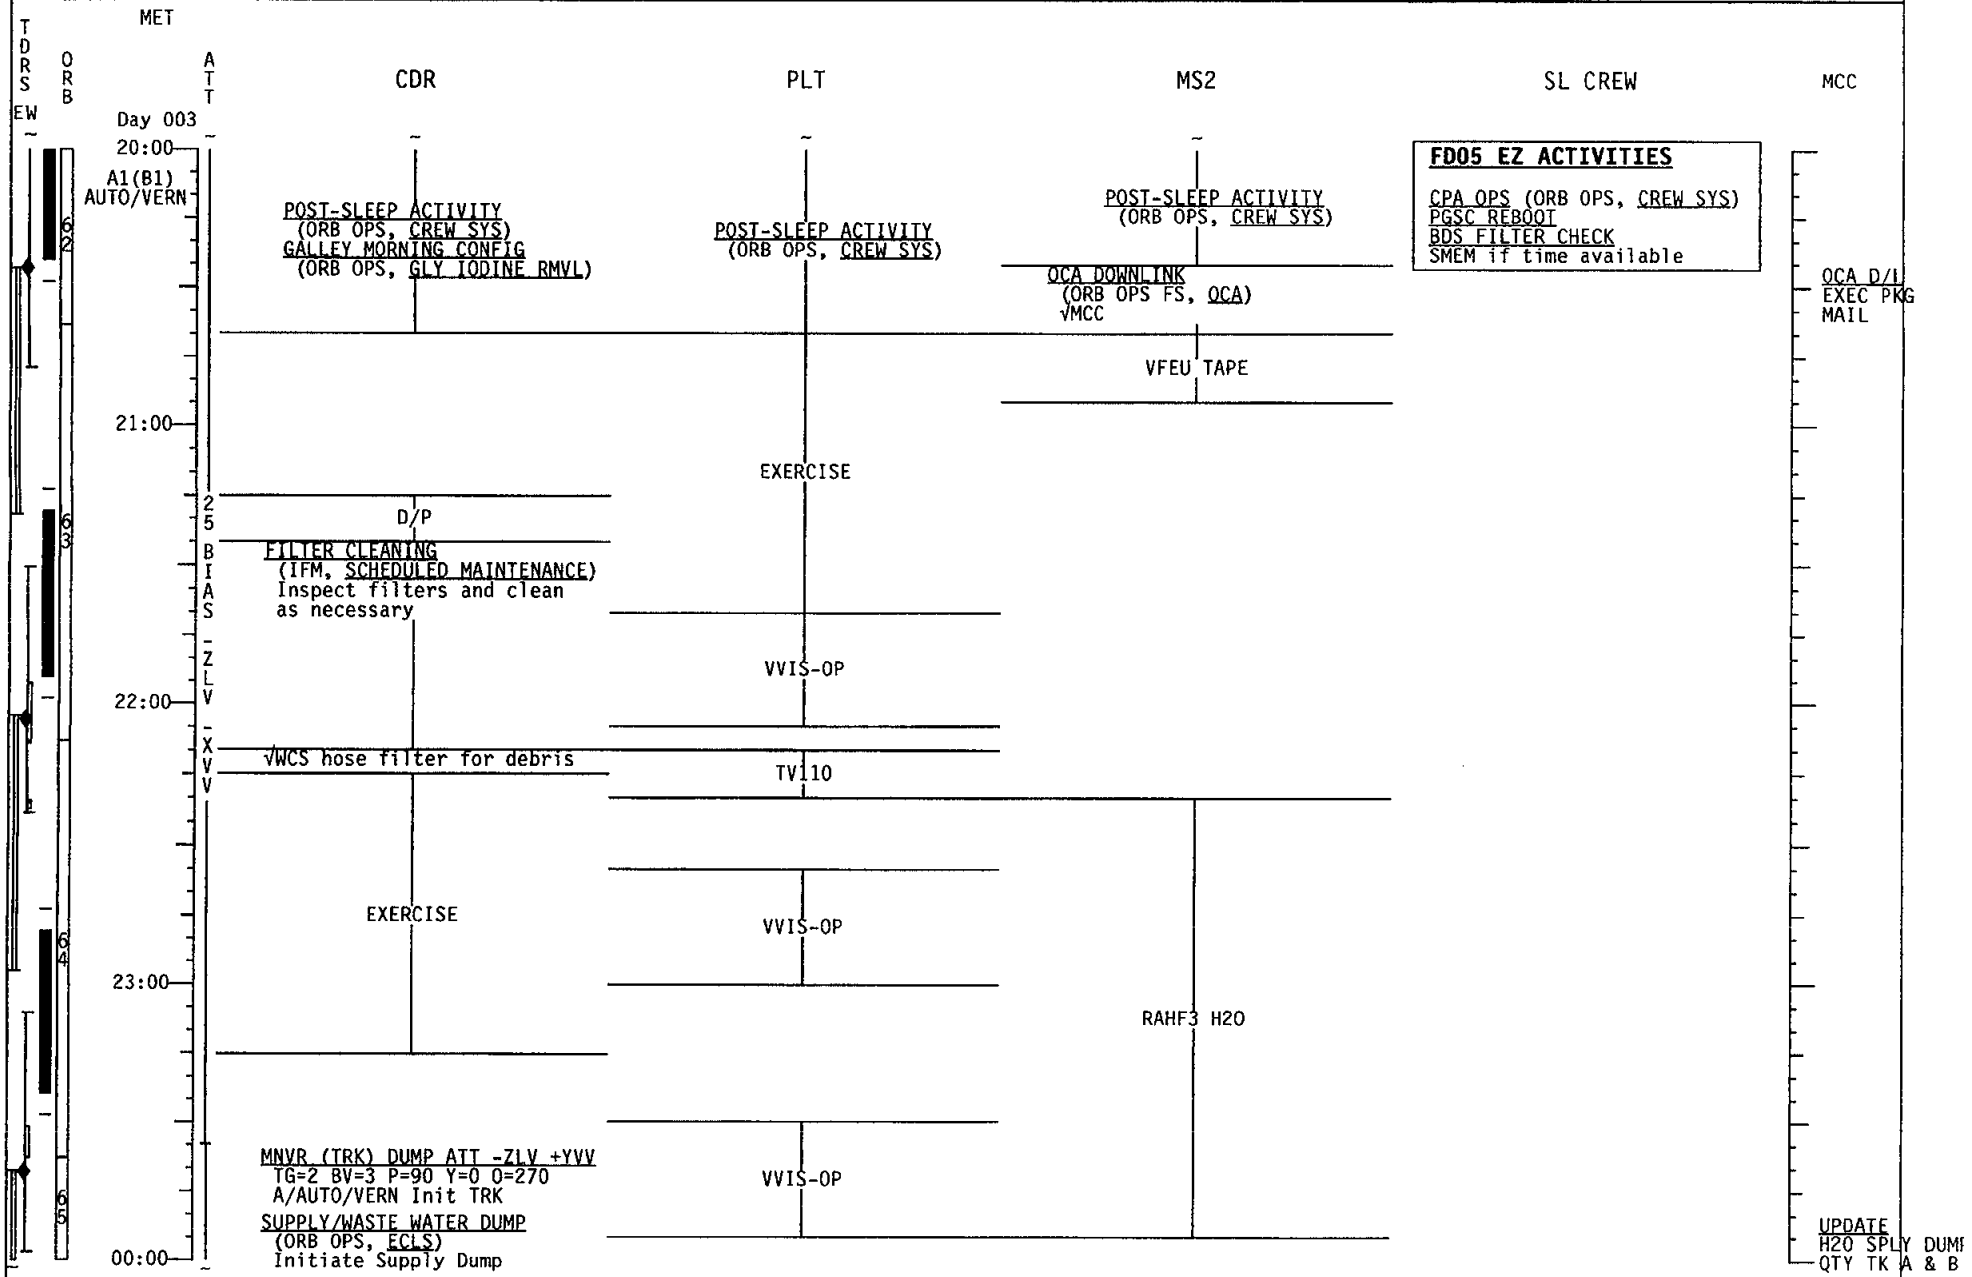 MET
TDRS
ORB
ATT
CDR
PLT
MS2
SL CREW
MCC
EW
Day 003
20:00
A1(B1)
AUTO/VERN
62
POST-SLEEP ACTIVITY
(ORB OPS, CREW SYS)
GALLEY MORNING CONFIG
(ORB OPS, GLY IODINE RMVL)
POST-SLEEP ACTIVITY
(ORB OPS, CREW SYS)
POST-SLEEP ACTIVITY
(ORB OPS, CREW SYS)
OCA DOWNLINK
(ORB OPS FS, OCA)
√MCC
VFEU TAPE
FD05 EZ ACTIVITIES
CPA OPS (ORB OPS, CREW SYS)
PGSC REBOOT
BDS FILTER CHECK
SMEM if time available
OCA D/L
EXEC PKG
MAIL
21:00
EXERCISE
25 BIAS -ZLV -XVV
63
D/P
FILTER CLEANING
(IFM, SCHEDULED MAINTENANCE)
Inspect filters and clean
as necessary
VVIS-OP
22:00
√WCS hose filter for debris
TV110
EXERCISE
VVIS-OP
64
23:00
RAHF3 H2O
MNVR (TRK) DUMP ATT -ZLV +YVV
TG=2 BV=3 P=90 Y=0 O=270
A/AUTO/VERN Init TRK
VVIS-OP
65
SUPPLY/WASTE WATER DUMP
(ORB OPS, ECLS)
Initiate Supply Dump
00:00
UPDATE
H2O SPLY DUMP
QTY TK A & B